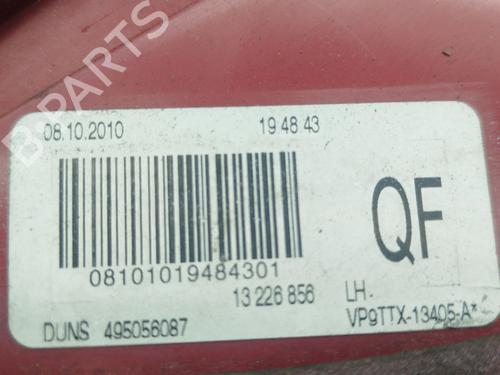 B-PARTS
08.10.2010 19 48 43
QF
08101019484301
13 226 856 LH.
DUNS 495056087 VP9TTX-13405-A*